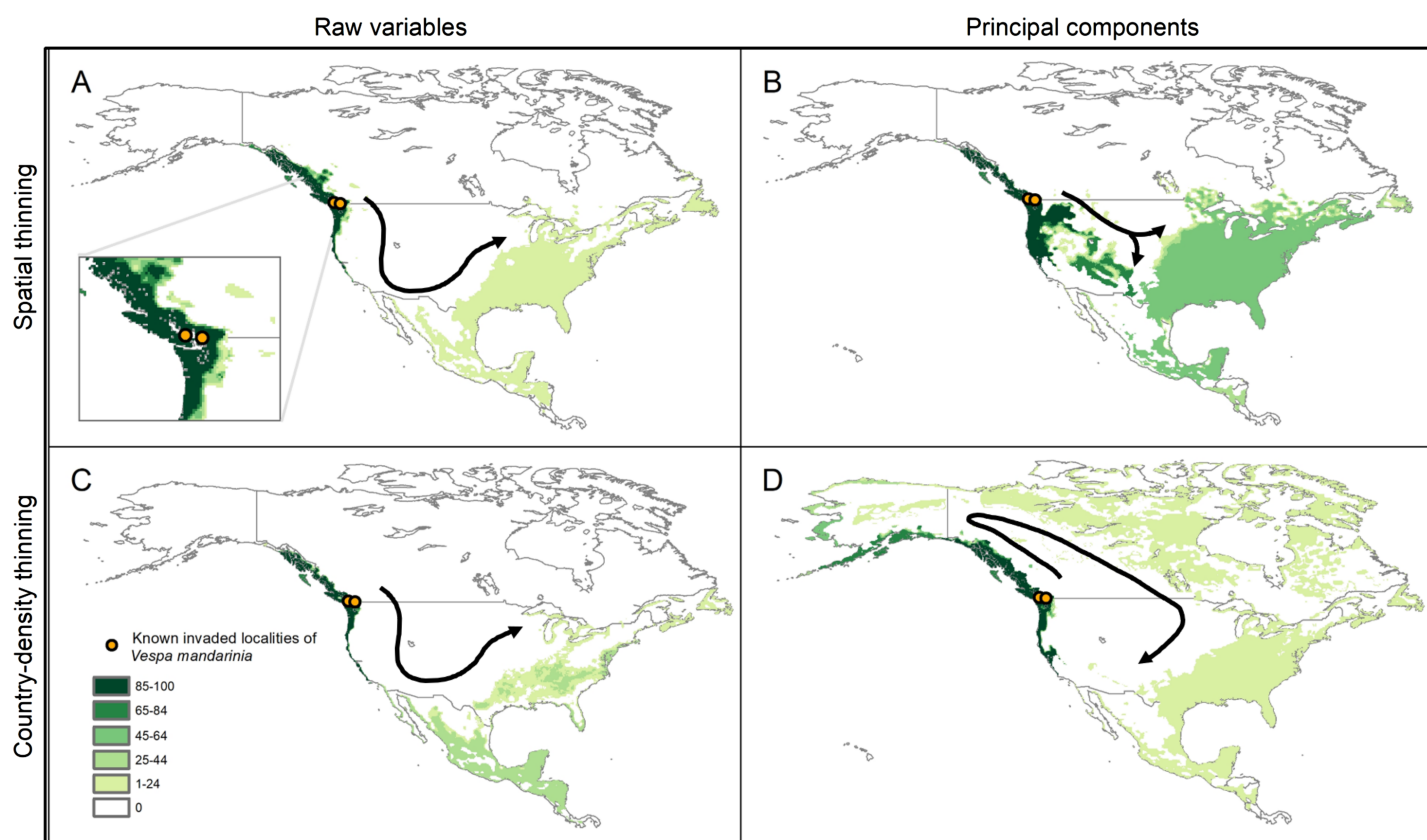 Raw variables
Principal components
Spatial thinning
A
B
Country-density thinning
C
D
Known invaded localities of
Vespa mandarinia
85-100
65-84
45-64
25-44
1-24
0